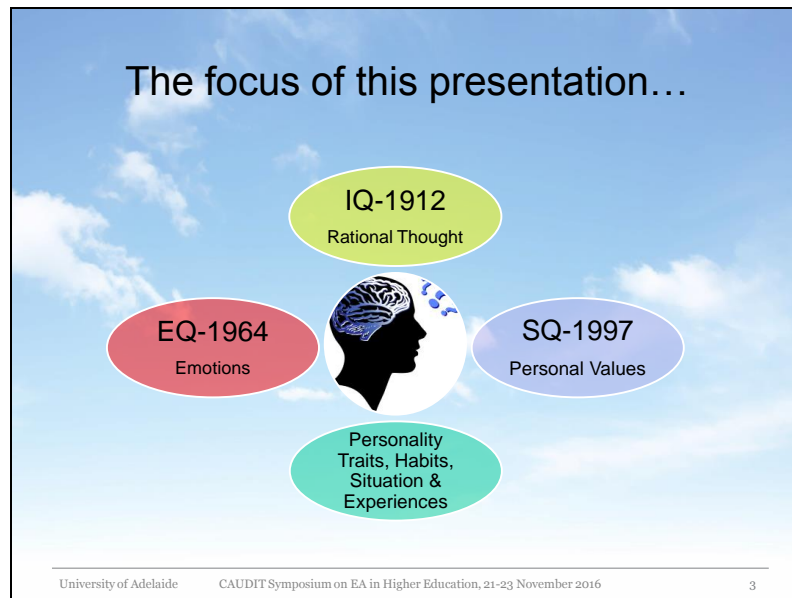 The focus of this presentation…
IQ-1912
Rational Thought
EQ-1964
Emotions
SQ-1997
Personal Values
Personality
Traits, Habits,
Situation &
Experiences
University of Adelaide CAUDIT Symposium on EA in Higher Education, 21-23 November 2016 3